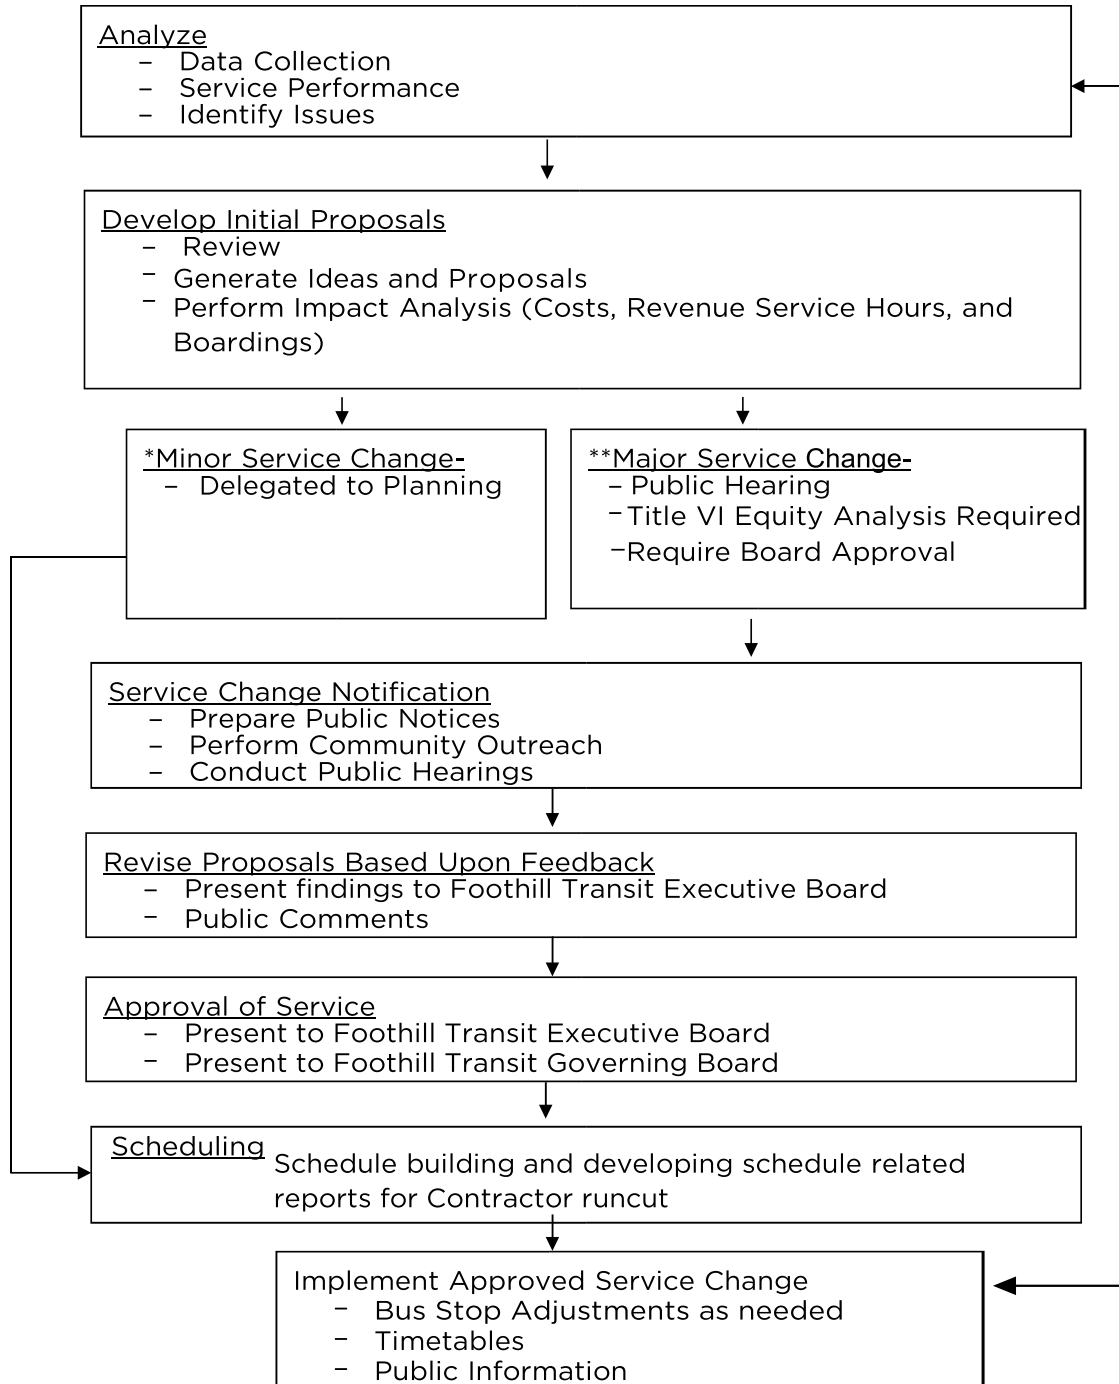 Analyze
– Data Collection
– Service Performance
– Identify Issues
Develop Initial Proposals
– Review
– Generate Ideas and Proposals
– Perform Impact Analysis (Costs, Revenue Service Hours, and
Boardings)
*Minor Service Change-
– Delegated to Planning
**Major Service Change-
– Public Hearing
– Title VI Equity Analysis Required
– Require Board Approval
Service Change Notification
– Prepare Public Notices
– Perform Community Outreach
– Conduct Public Hearings
Revise Proposals Based Upon Feedback
– Present findings to Foothill Transit Executive Board
– Public Comments
Approval of Service
– Present to Foothill Transit Executive Board
– Present to Foothill Transit Governing Board
Scheduling
Schedule building and developing schedule related
reports for Contractor runcut
Implement Approved Service Change
– Bus Stop Adjustments as needed
– Timetables
– Public Information